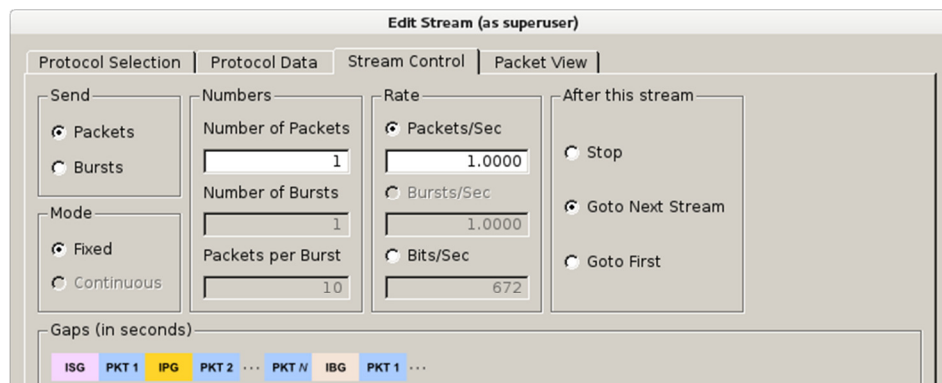 Edit Stream (as superuser)
Protocol Selection Protocol Data Stream Control Packet View
Send Numbers Rate After this stream
Packets
Bursts
Mode
Fixed
Continuous
Number of Packets
1
Number of Bursts
1
Packets per Burst
10
Packets/Sec
1.0000
Bursts/Sec
1.0000
Bits/Sec
672
Stop
Goto Next Stream
Goto First
Gaps (in seconds)
ISG PKT 1 IPG PKT 2 ··· PKT N IBG PKT 1 ···